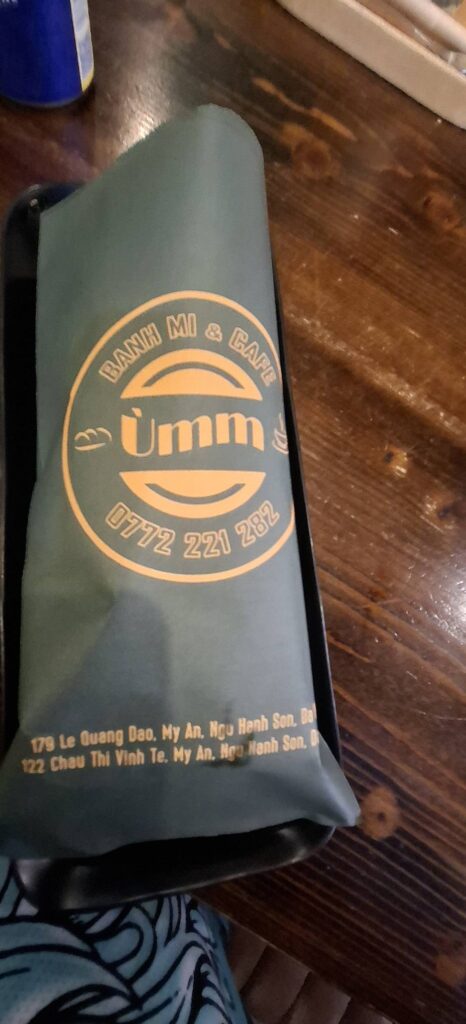 BANH MI & CAFE
Ùmm
0772 221 282
179 Le Quang Dao, My An, Ngu Hanh Son,
122 Chau Thi Vinh Te, My An, Ngu Hanh Son,